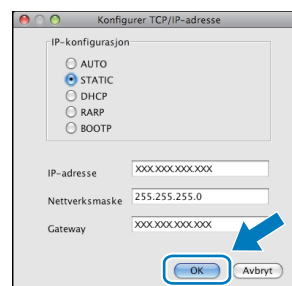 Konfigurer TCP/IP-adresse
IP-konfigurasjon
AUTO
STATIC
DHCP
RARP
BOOTP
IP-adresse XXX.XXX.XXX.XXX
Nettverksmaske 255.255.255.0
Gateway XXX.XXX.XXX.XXX
OK Avbryt